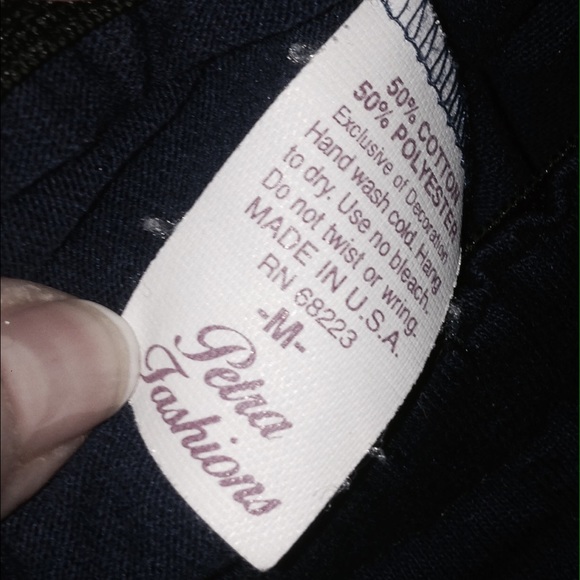 50% COTTON
50% POLYESTER
Exclusive of Decoration
Hand wash cold. Hang
to dry. Use no bleach.
Do not twist or wring.
MADE IN U.S.A.
RN 68223
-M-
Petra
Fashions